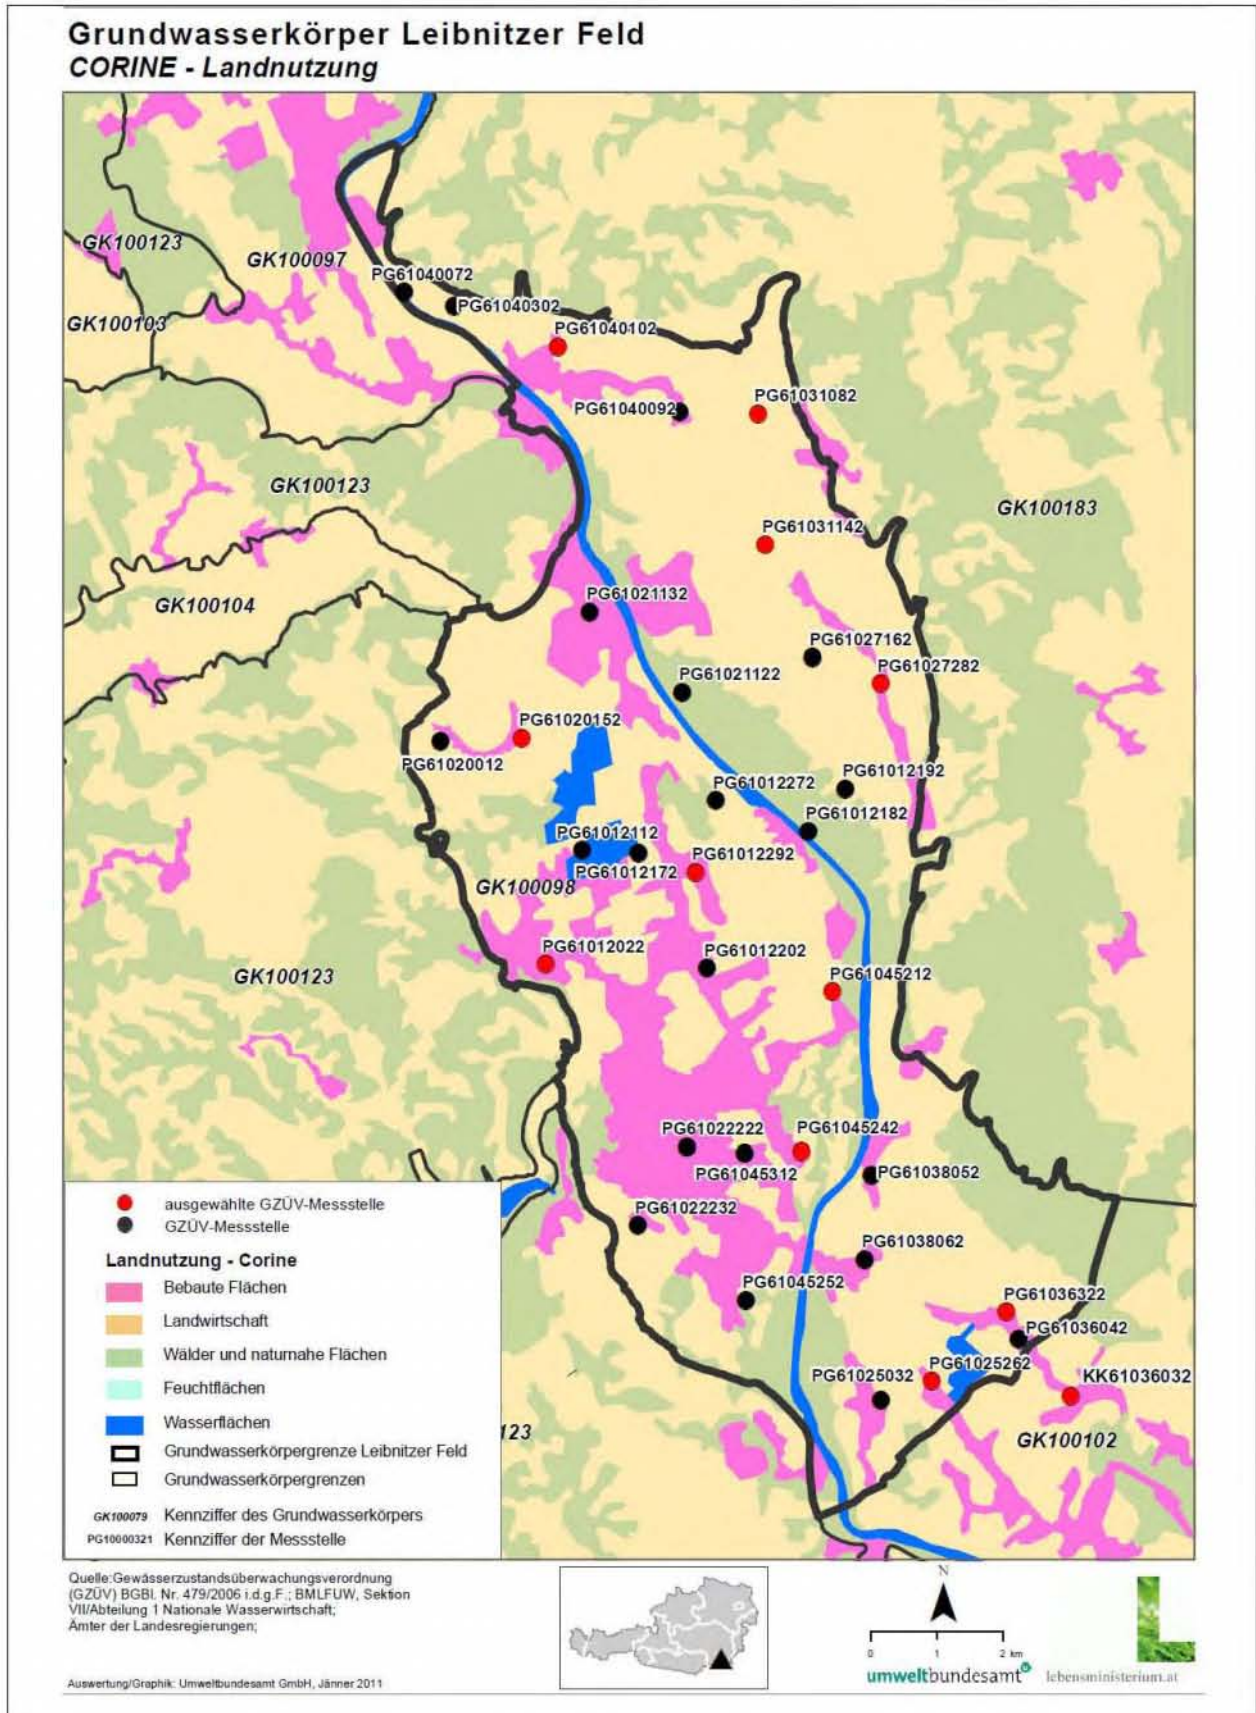 Grundwasserkörper Leibnitzer Feld
CORINE - Landnutzung
GK100123
GK100097
PG61040072
PG61040302
GK100103
PG61040102
PG61031082
PG61040092
GK100123
GK100183
PG61031142
GK100104
PG61021132
PG61027162
PG61027282
PG61021122
PG61020152
PG61020012
PG61012272
PG61012192
PG61012182
PG61012112
PG61012292
PG61012172
GK100098
PG61012022
PG61012202
GK100123
PG61045212
PG61022222
PG61045242
PG61045312
PG61038052
PG61022232
PG61038062
PG61045252
PG61036322
PG61036042
PG61025032
PG61025262
KK61036032
123
GK100102
ausgewählte GZÜV-Messstelle
GZÜV-Messstelle
Landnutzung - Corine
Bebaute Flächen
Landwirtschaft
Wälder und naturnahe Flächen
Feuchtflächen
Wasserflächen
Grundwasserkörpergrenze Leibnitzer Feld
Grundwasserkörpergrenzen
GK100079 Kennziffer des Grundwasserkörpers
PG10000321 Kennziffer der Messstelle
Quelle:Gewässerzustandsüberwachungsverordnung
(GZÜV) BGBl. Nr. 479/2006 i.d.g.F.; BMLFUW, Sektion
VII/Abteilung 1 Nationale Wasserwirtschaft;
Ämter der Landesregierungen;
Auswertung/Graphik: Umweltbundesamt GmbH, Jänner 2011
N
0 1 2 km
umweltbundesamt
lebensministerium.at